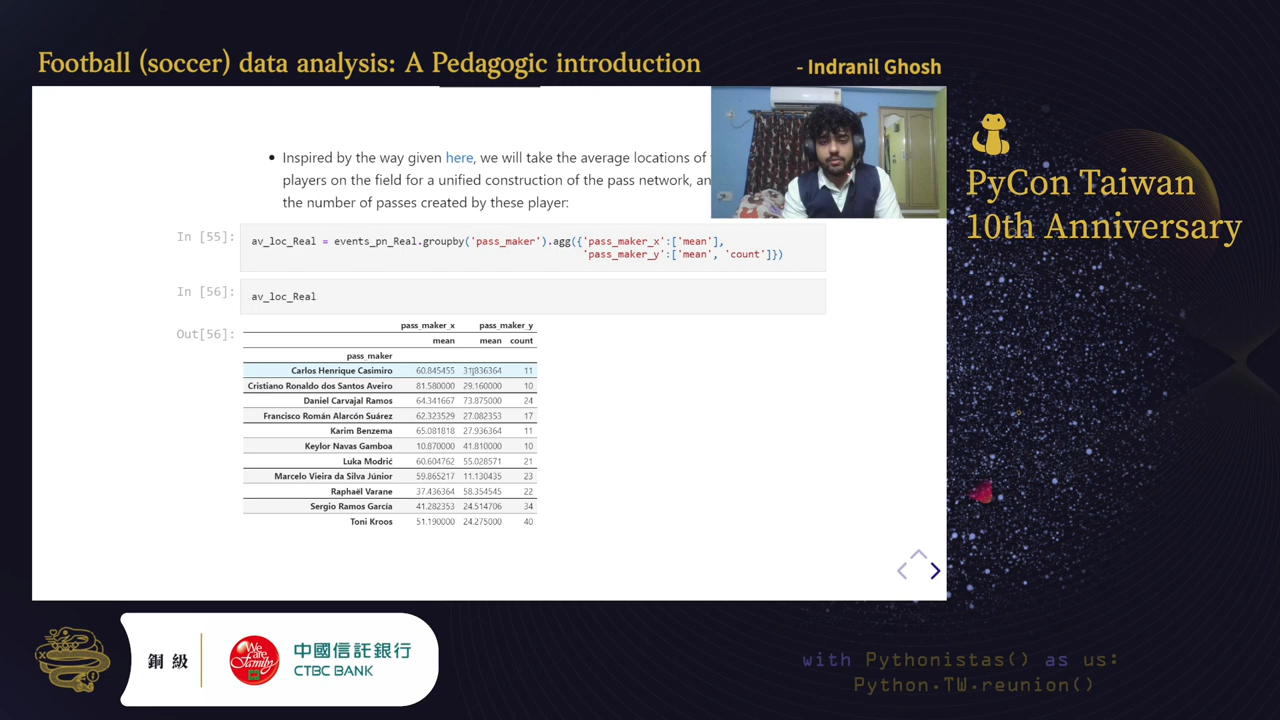 Football (soccer) data analysis: A Pedagogic introduction
- Indranil Ghosh
PyCon Taiwan
10th Anniversary
• Inspired by the way given here, we will take the average locations of
players on the field for a unified construction of the pass network, an
the number of passes created by these player:
In [55]:
av_loc_Real = events_pn_Real.groupby('pass_maker').agg({'pass_maker_x':['mean'],
'pass_maker_y':['mean', 'count']})
In [56]:
av_loc_Real
Out[56]:
pass_maker_x pass_maker_y
mean mean count
pass_maker
Carlos Henrique Casimiro 60.845455 31.836364 11
Cristiano Ronaldo dos Santos Aveiro 81.580000 29.160000 10
Daniel Carvajal Ramos 64.341667 73.875000 24
Francisco Román Alarcón Suárez 62.323529 27.082353 17
Karim Benzema 65.081818 27.936364 11
Keylor Navas Gamboa 10.870000 41.810000 10
Luka Modrić 60.604762 55.028571 21
Marcelo Vieira da Silva Júnior 59.865217 11.130435 23
Raphaël Varane 37.436364 58.354545 22
Sergio Ramos García 41.282353 24.514706 34
Toni Kroos 51.190000 24.275000 40
銅級
We are Family
中國信託銀行
CTBC BANK
with Pythonistas() as us:
Python.TW.reunion()